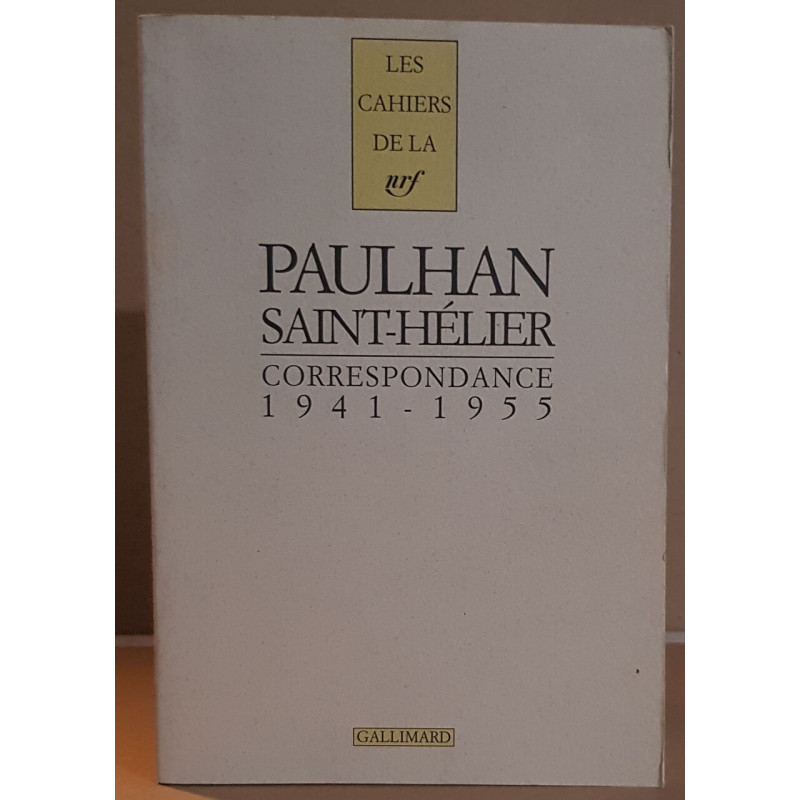 LES
CAHIERS
DE LA
nrf
PAULHAN
SAINT-HÉLIER
CORRESPONDANCE
1941-1955
GALLIMARD